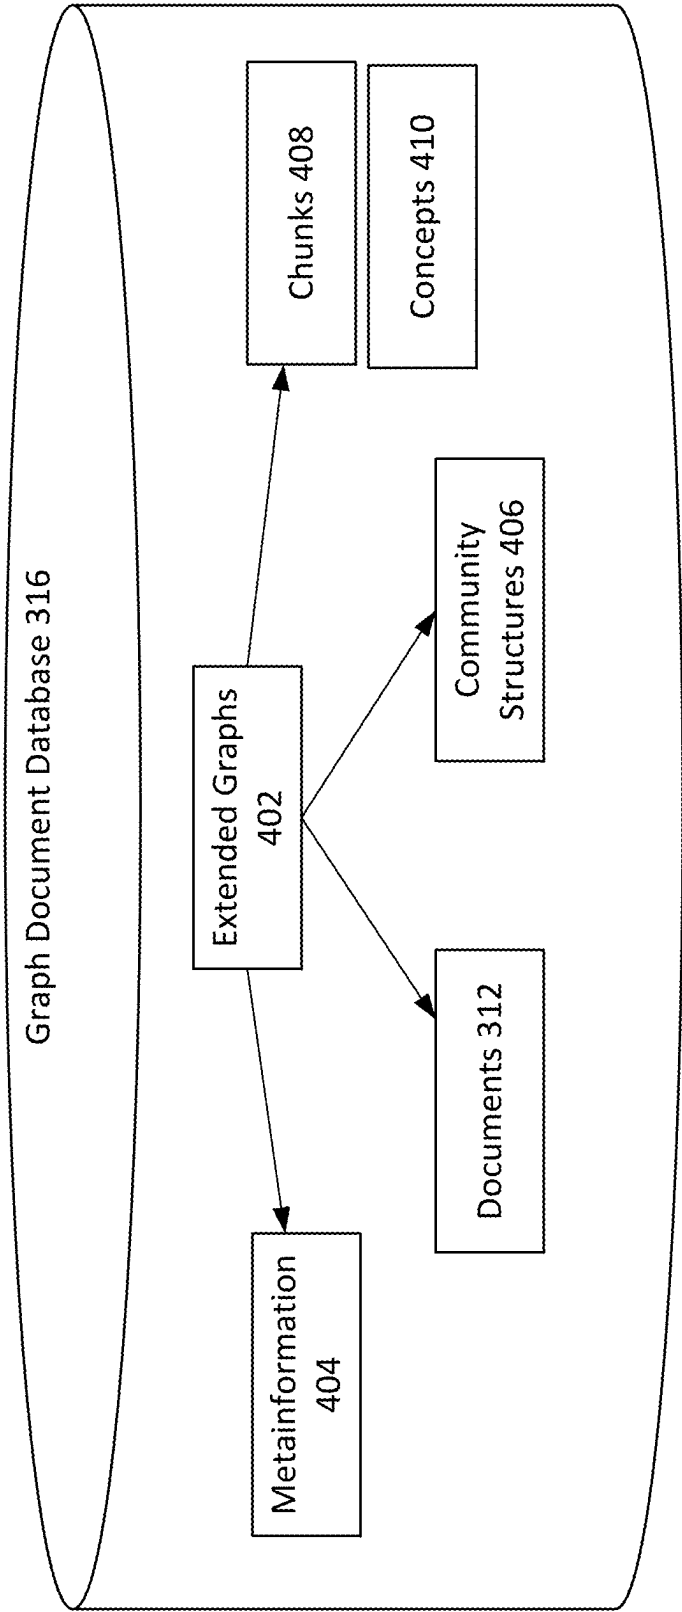 Graph Document Database 316
Extended Graphs
402
Metainformation
404
Chunks 408
Concepts 410
Documents 312
Community
Structures 406